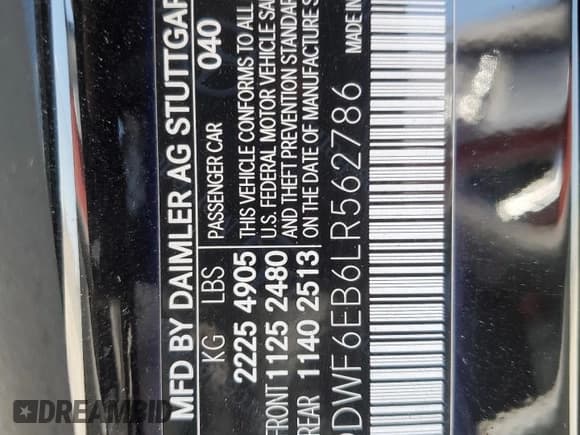 MFD BY DAIMLER AG STUTTGAR
040
KG LBS PASSENGER CAR
2225 4905 THIS VEHICLE CONFORMS TO ALL
FRONT 1125 2480 U.S. FEDERAL MOTOR VEHICLE SA
AND THEFT PREVENTION STANDAR
REAR 1140 2513 ON THE DATE OF MANUFACTURE S
DDWF6EB6LR562786 MADE IN
DREAMBID